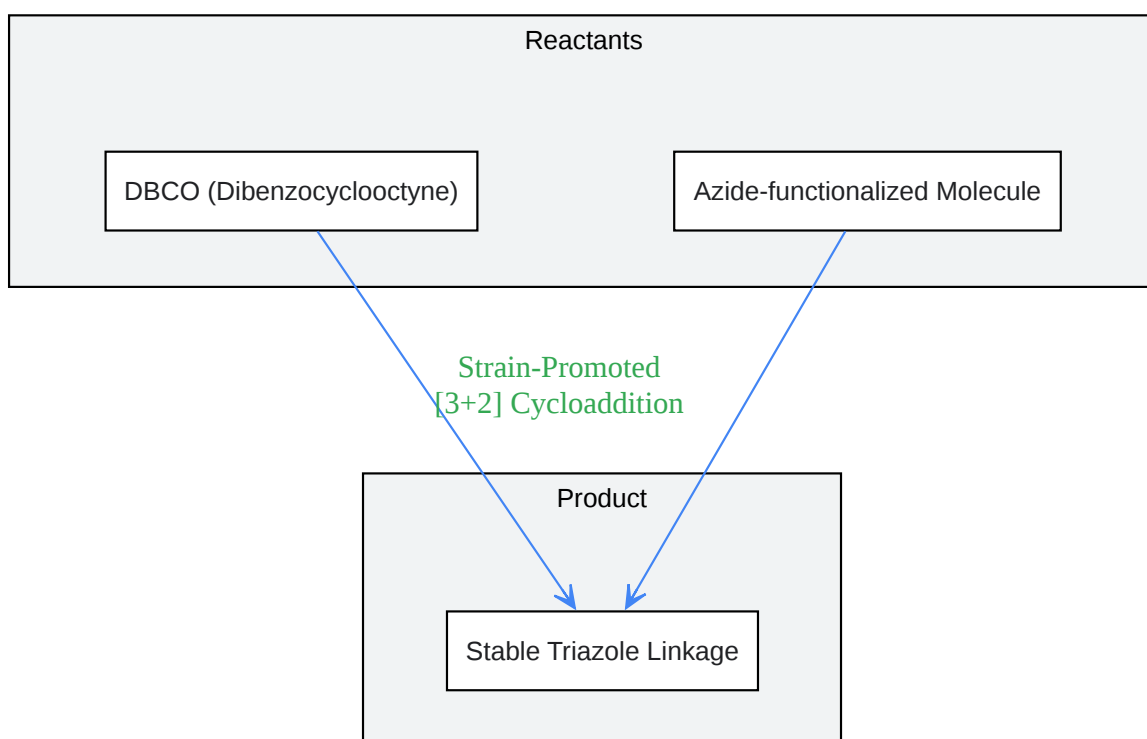 Reactants
DBCO (Dibenzocyclooctyne)
Azide-functionalized Molecule
Strain-Promoted
[3+2] Cycloaddition
Product
Stable Triazole Linkage